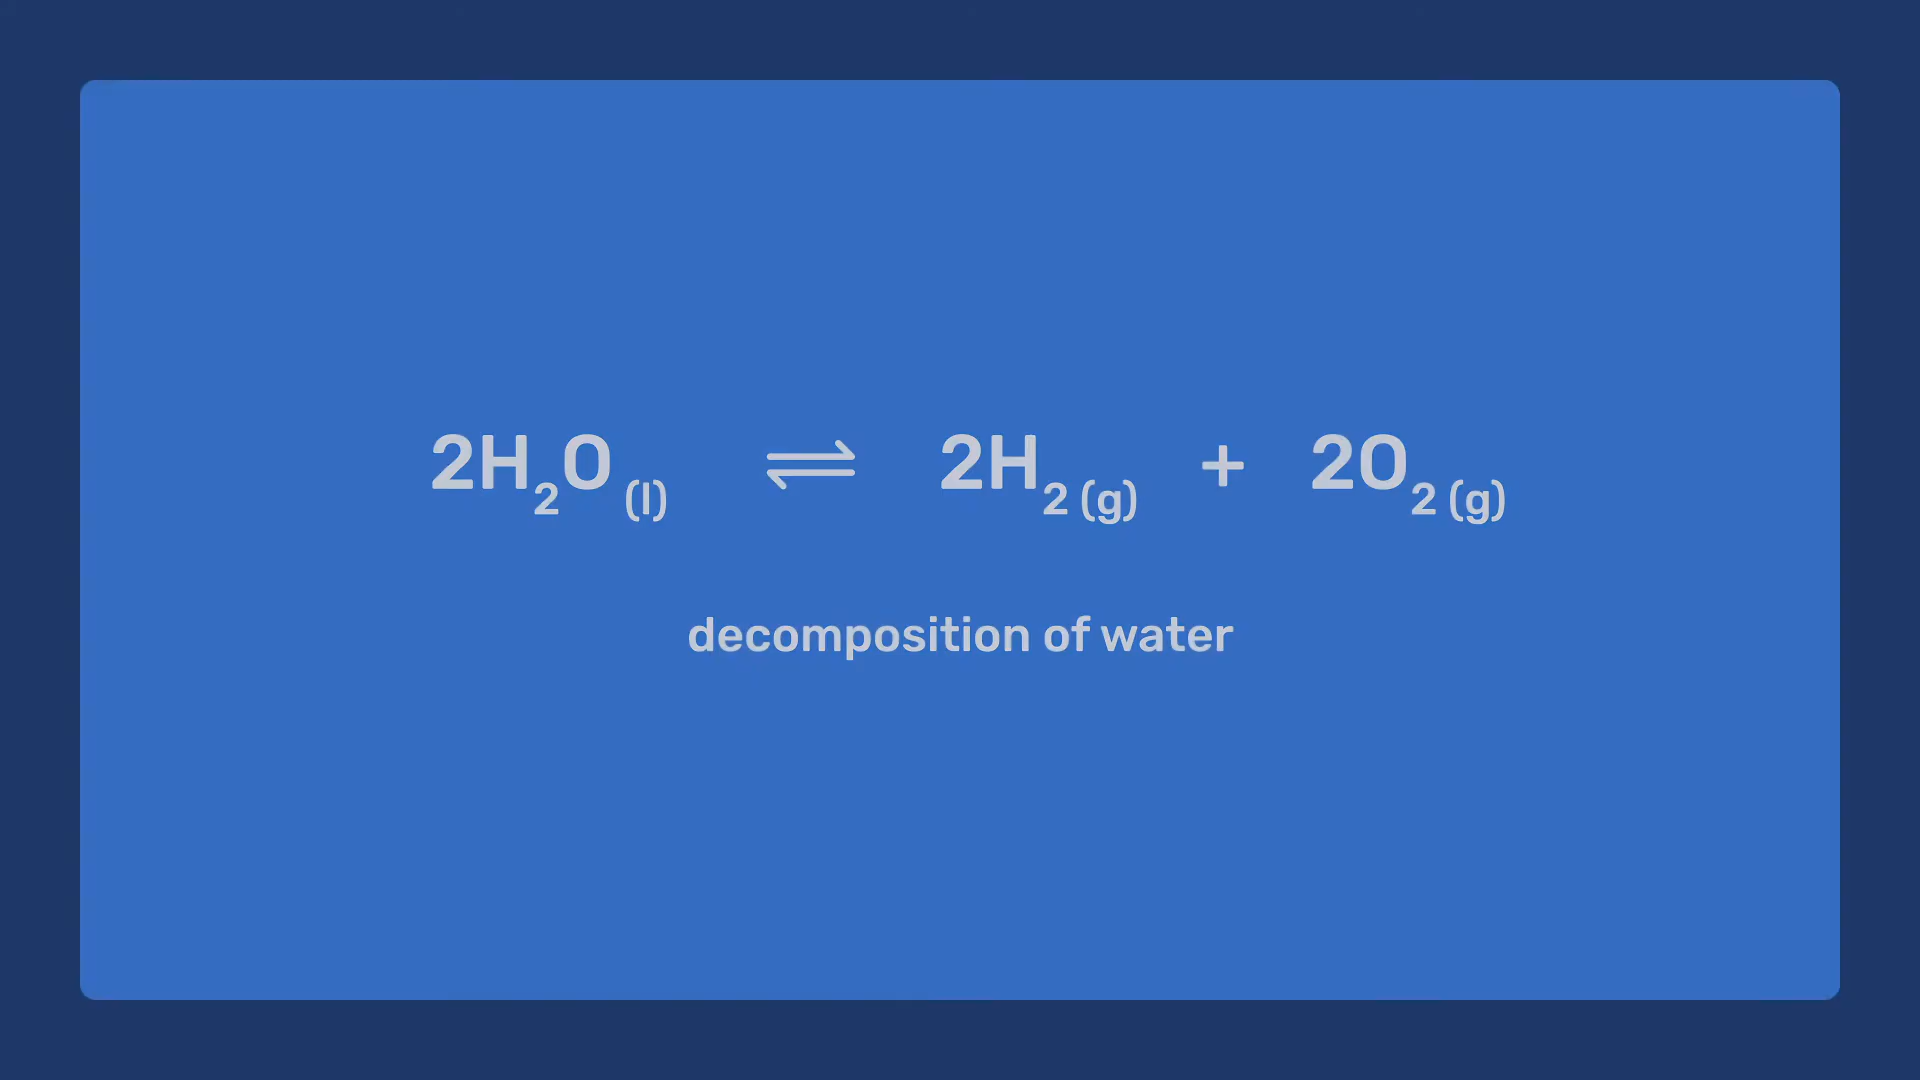 2H₂O (l) ⇌ 2H₂ (g) + 2O₂ (g)
decomposition of water